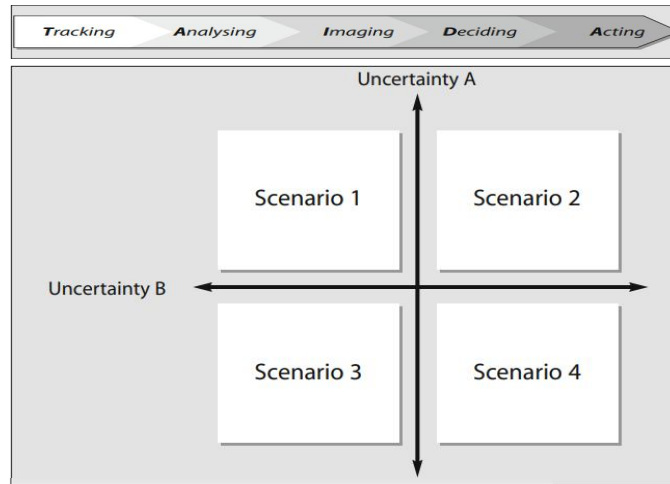 Tracking Analysing Imaging Deciding Acting
Uncertainty A
Scenario 1 Scenario 2
Uncertainty B
Scenario 3 Scenario 4